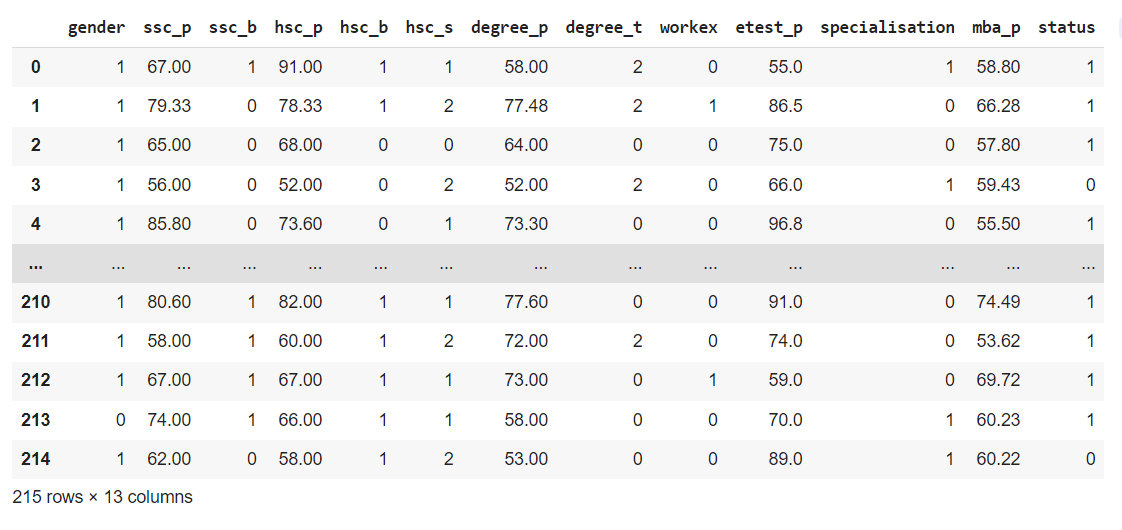 gender ssc_p ssc_b hsc_p hsc_b hsc_s degree_p degree_t workex etest_p specialisation mba_p status
0 1 67.00 1 91.00 1 1 58.00 2 0 55.0 1 58.80 1
1 1 79.33 0 78.33 1 2 77.48 2 1 86.5 0 66.28 1
2 1 65.00 0 68.00 0 0 64.00 0 0 75.0 0 57.80 1
3 1 56.00 0 52.00 0 2 52.00 2 0 66.0 1 59.43 0
4 1 85.80 0 73.60 0 1 73.30 0 0 96.8 0 55.50 1
... ... ... ... ... ... ... ... ... ... ... ... ... ...
210 1 80.60 1 82.00 1 1 77.60 0 0 91.0 0 74.49 1
211 1 58.00 1 60.00 1 2 72.00 2 0 74.0 0 53.62 1
212 1 67.00 1 67.00 1 1 73.00 0 1 59.0 0 69.72 1
213 0 74.00 1 66.00 1 1 58.00 0 0 70.0 1 60.23 1
214 1 62.00 0 58.00 1 2 53.00 0 0 89.0 1 60.22 0
215 rows × 13 columns